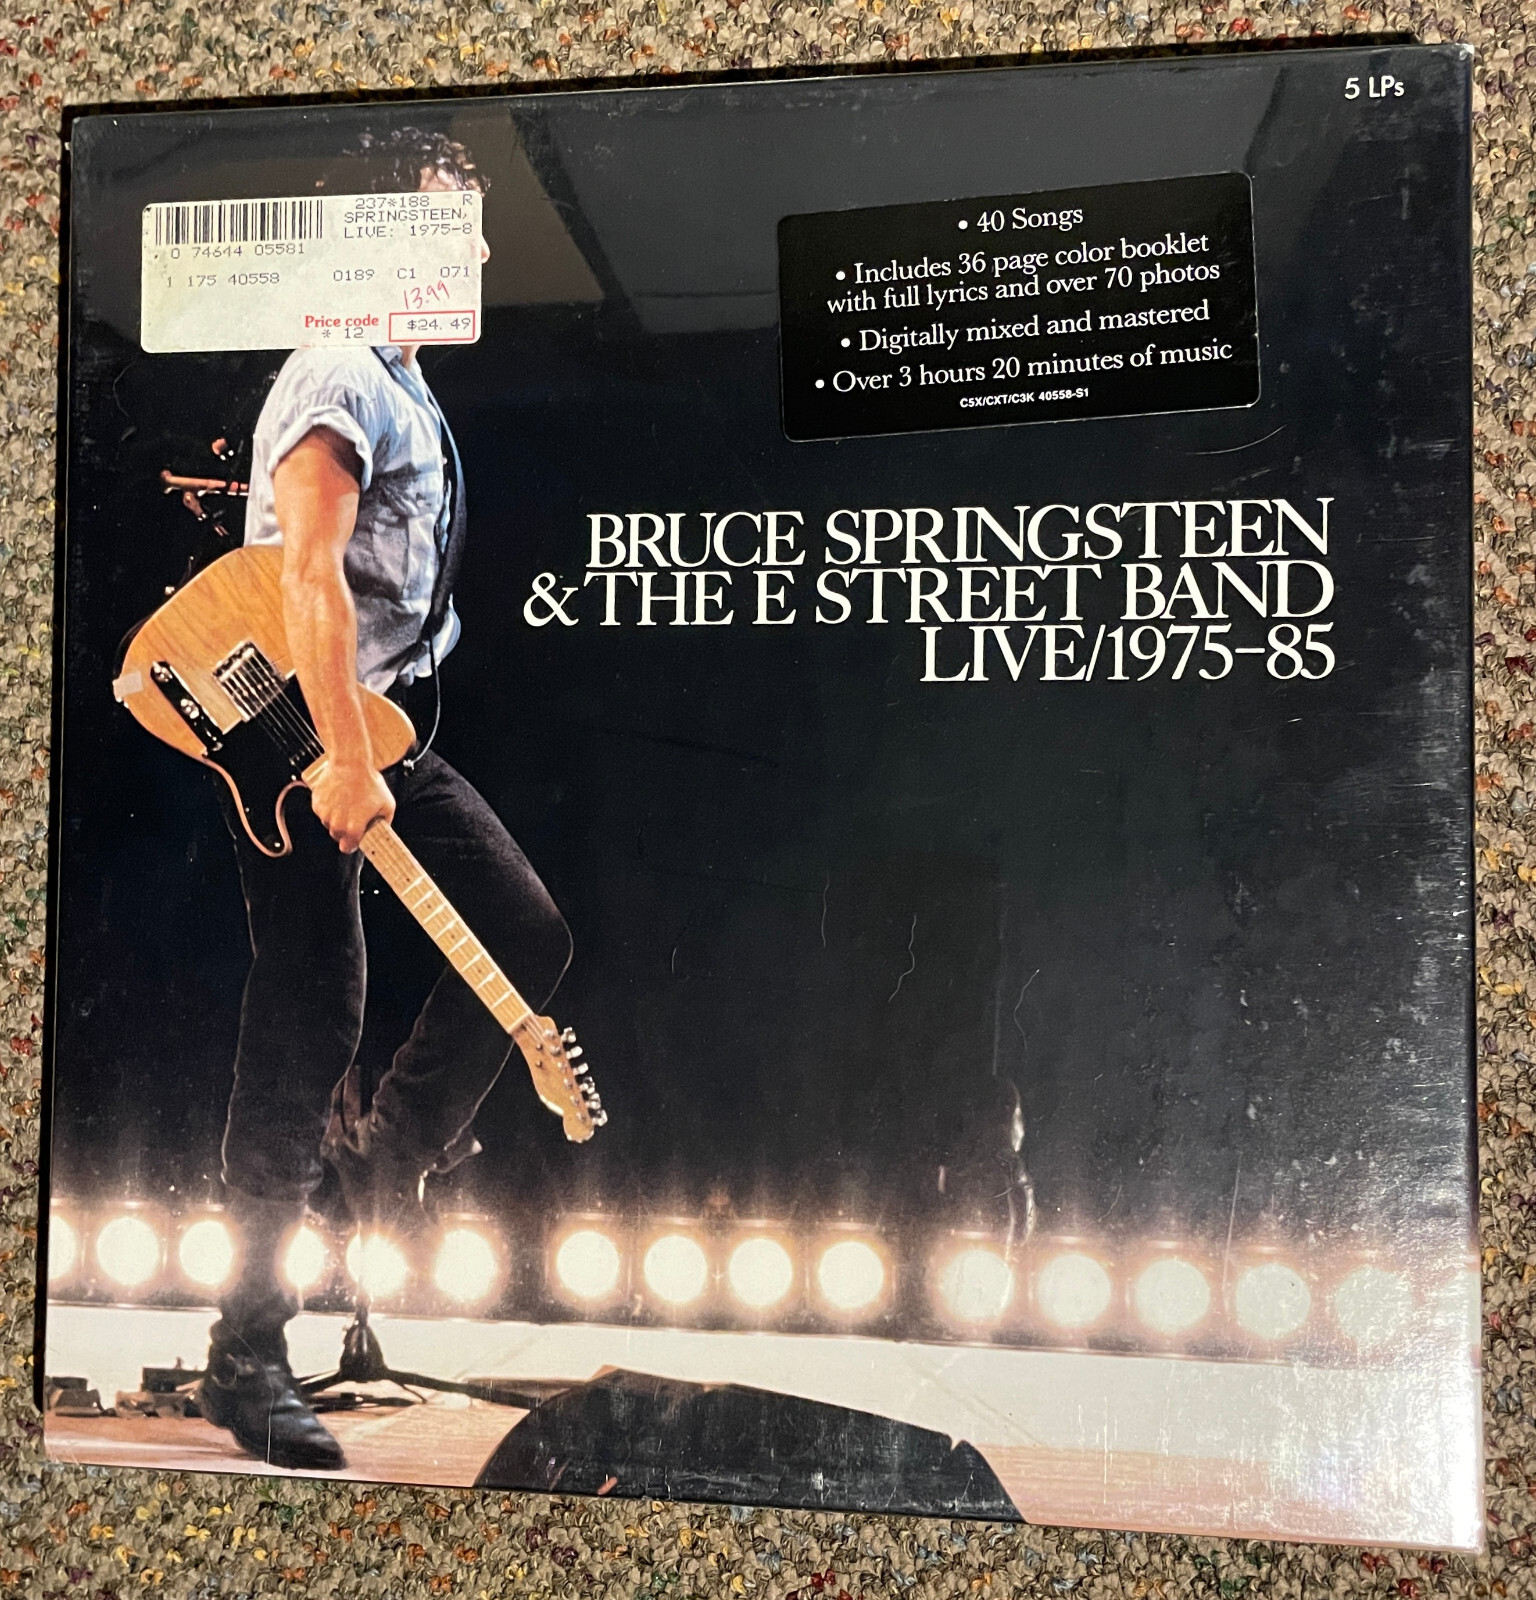 5 LPs
237*188 R
SPRINGSTEEN,
LIVE: 1975-8
0 74644 05581
1 175 40558 0189 C1 071
13.99
Price code
* 12 $24.49
• 40 Songs
• Includes 36 page color booklet
with full lyrics and over 70 photos
• Digitally mixed and mastered
• Over 3 hours 20 minutes of music
C5X/CXT/C3K 40558-S1
BRUCE SPRINGSTEEN
& THE E STREET BAND
LIVE/1975–85